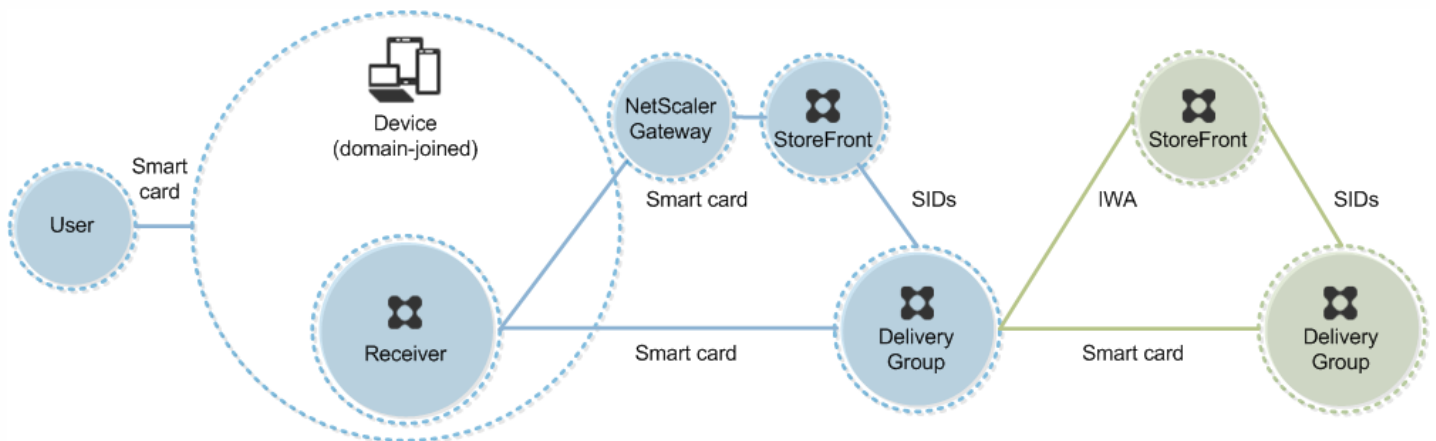 User
Smart
card
Device
(domain-joined)
Receiver
NetScaler
Gateway
StoreFront
Smart card
SIDs
Smart card
Delivery
Group
IWA
StoreFront
SIDs
Smart card
Delivery
Group